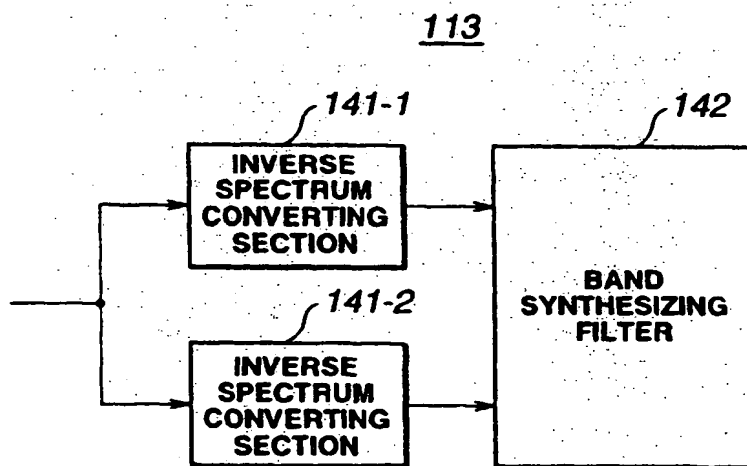 113
141-1
INVERSE
SPECTRUM
CONVERTING
SECTION
142
BAND
SYNTHESIZING
FILTER
141-2
INVERSE
SPECTRUM
CONVERTING
SECTION